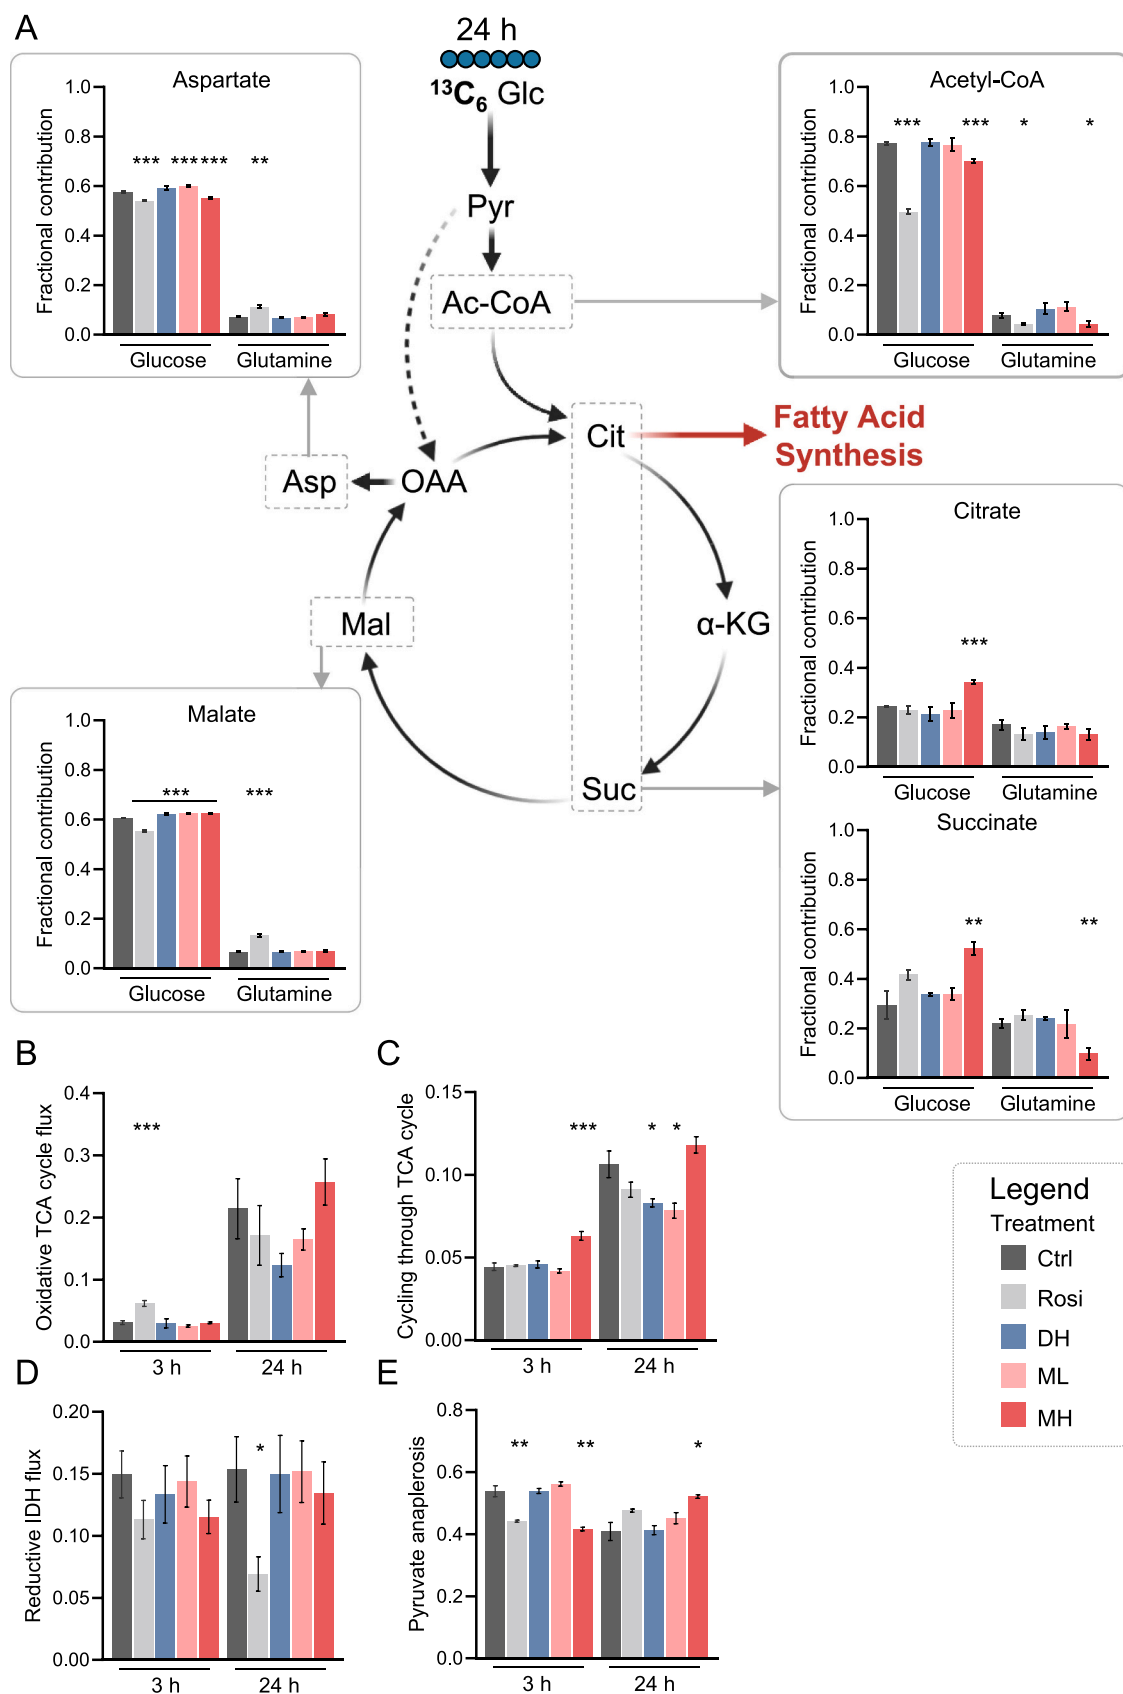 A
24 h
¹³C₆ Glc
Pyr
Ac-CoA
Cit
Fatty Acid
Synthesis
OAA
Asp
Mal
α-KG
Suc
Aspartate
Fractional contribution
1.0
0.8
0.6
0.4
0.2
0.0
*** *** *** **
Glucose Glutamine
Acetyl-CoA
Fractional contribution
1.0
0.8
0.6
0.4
0.2
0.0
*** *** * *
Glucose Glutamine
Citrate
Fractional contribution
1.0
0.8
0.6
0.4
0.2
0.0
***
Glucose Glutamine
Succinate
Fractional contribution
1.0
0.8
0.6
0.4
0.2
0.0
** **
Glucose Glutamine
Malate
Fractional contribution
1.0
0.8
0.6
0.4
0.2
0.0
*** ***
Glucose Glutamine
B
Oxidative TCA cycle flux
0.4
0.3
0.2
0.1
0.0
***
3 h 24 h
C
Cycling through TCA cycle
0.15
0.10
0.05
0.00
*** * *
3 h 24 h
D
Reductive IDH flux
0.20
0.15
0.10
0.05
0.00
*
3 h 24 h
E
Pyruvate anaplerosis
0.8
0.6
0.4
0.2
0.0
** ** *
3 h 24 h
Legend
Treatment
Ctrl
Rosi
DH
ML
MH